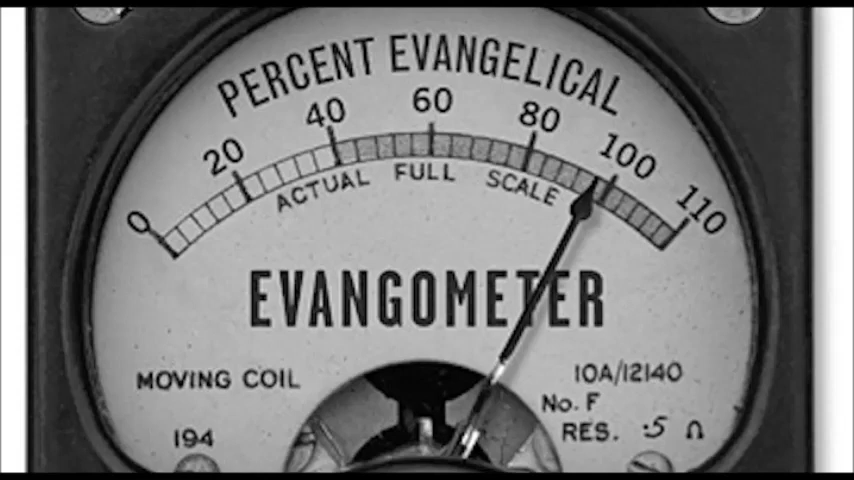 PERCENT EVANGELICAL
0 20 40 60 80 100 110
ACTUAL FULL SCALE
EVANGOMETER
MOVING COIL
10A/12140
No. F
194
RES. .5 Ω